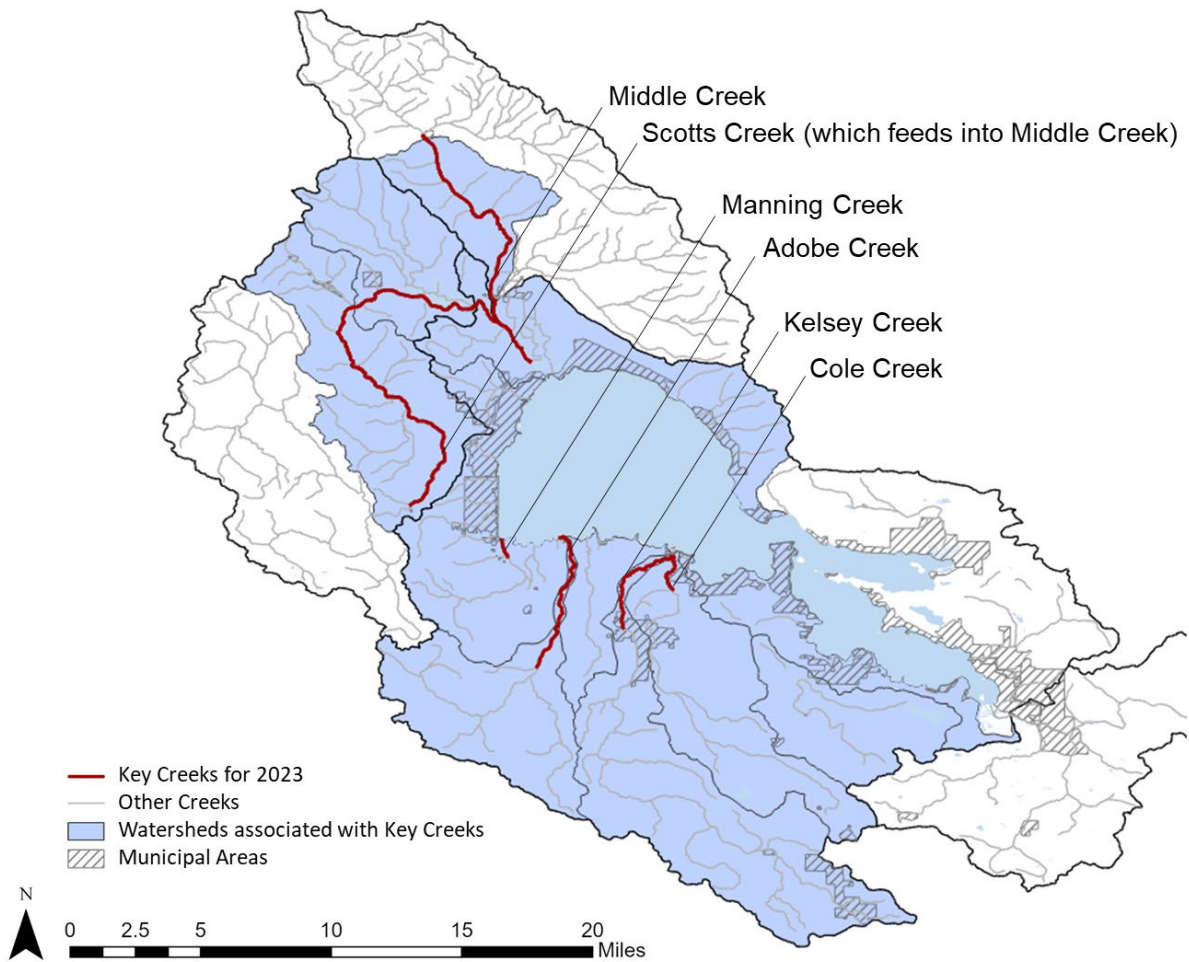 Middle Creek
Scotts Creek (which feeds into Middle Creek)
Manning Creek
Adobe Creek
Kelsey Creek
Cole Creek
Key Creeks for 2023
Other Creeks
Watersheds associated with Key Creeks
Municipal Areas
N
0 2.5 5 10 15 20
Miles